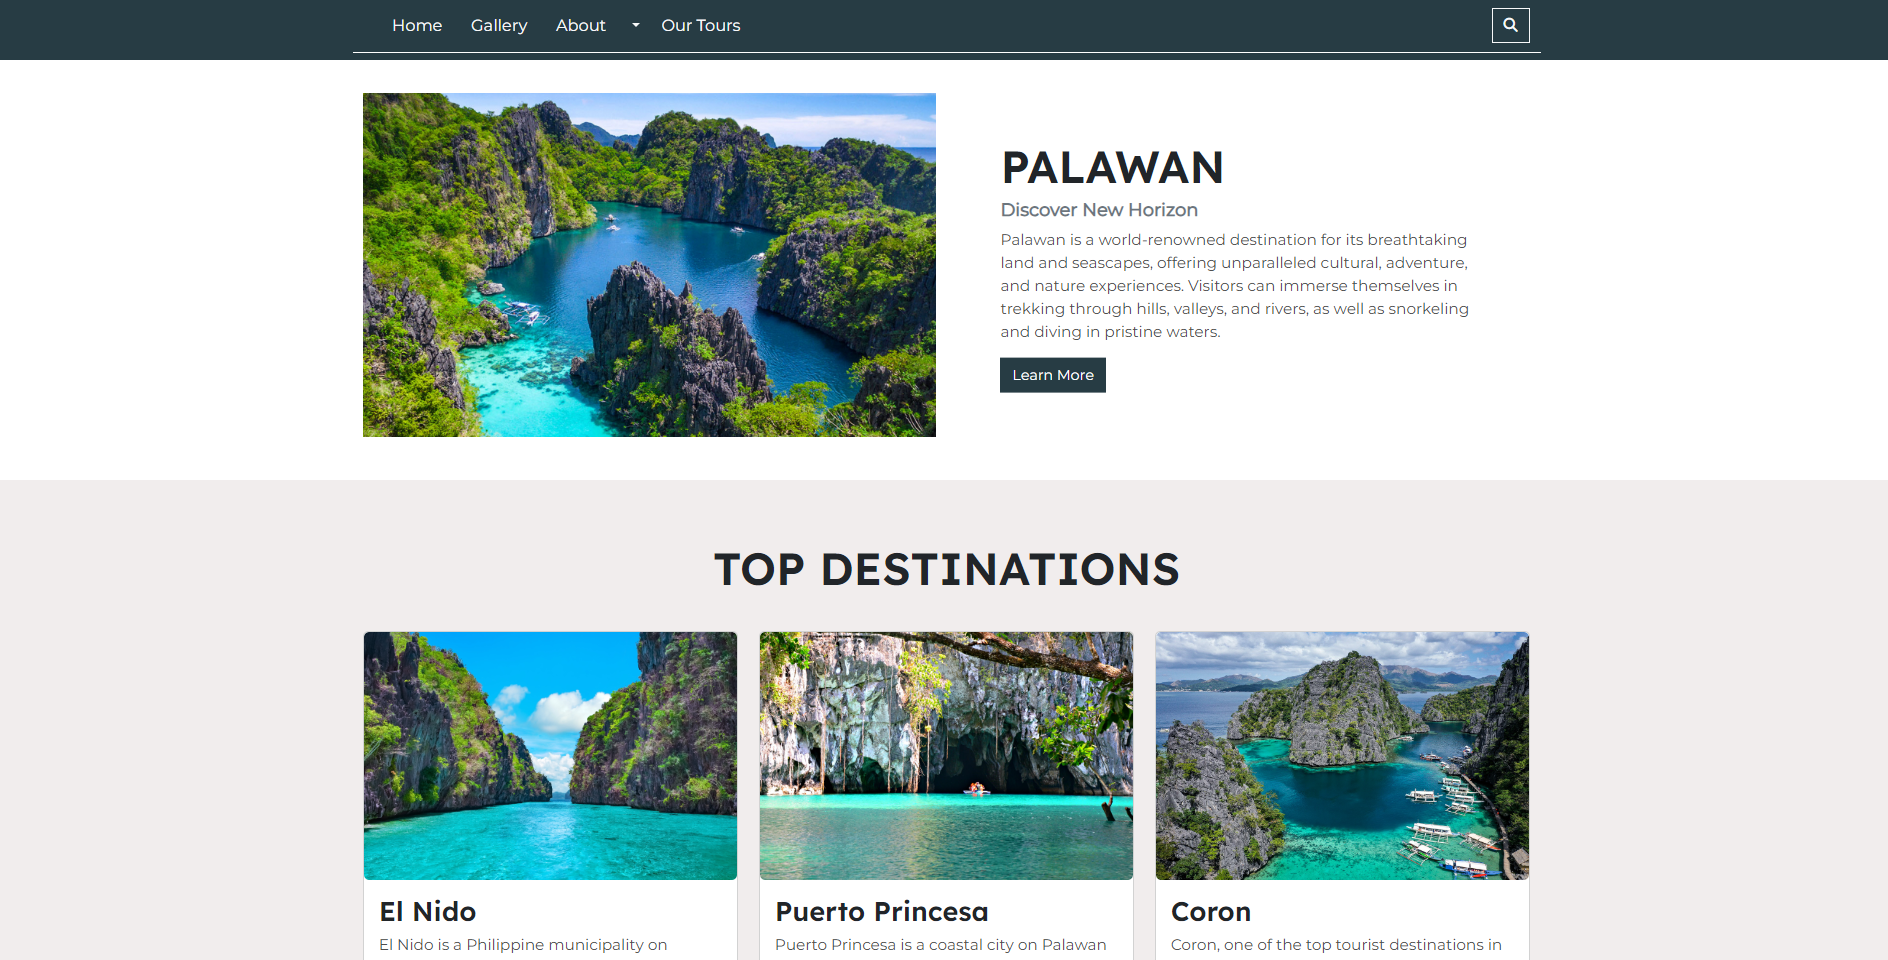 Home Gallery About Our Tours
PALAWAN
Discover New Horizon
Palawan is a world-renowned destination for its breathtaking
land and seascapes, offering unparalleled cultural, adventure,
and nature experiences. Visitors can immerse themselves in
trekking through hills, valleys, and rivers, as well as snorkeling
and diving in pristine waters.
Learn More
TOP DESTINATIONS
El Nido
El Nido is a Philippine municipality on
Puerto Princesa
Puerto Princesa is a coastal city on Palawan
Coron
Coron, one of the top tourist destinations in